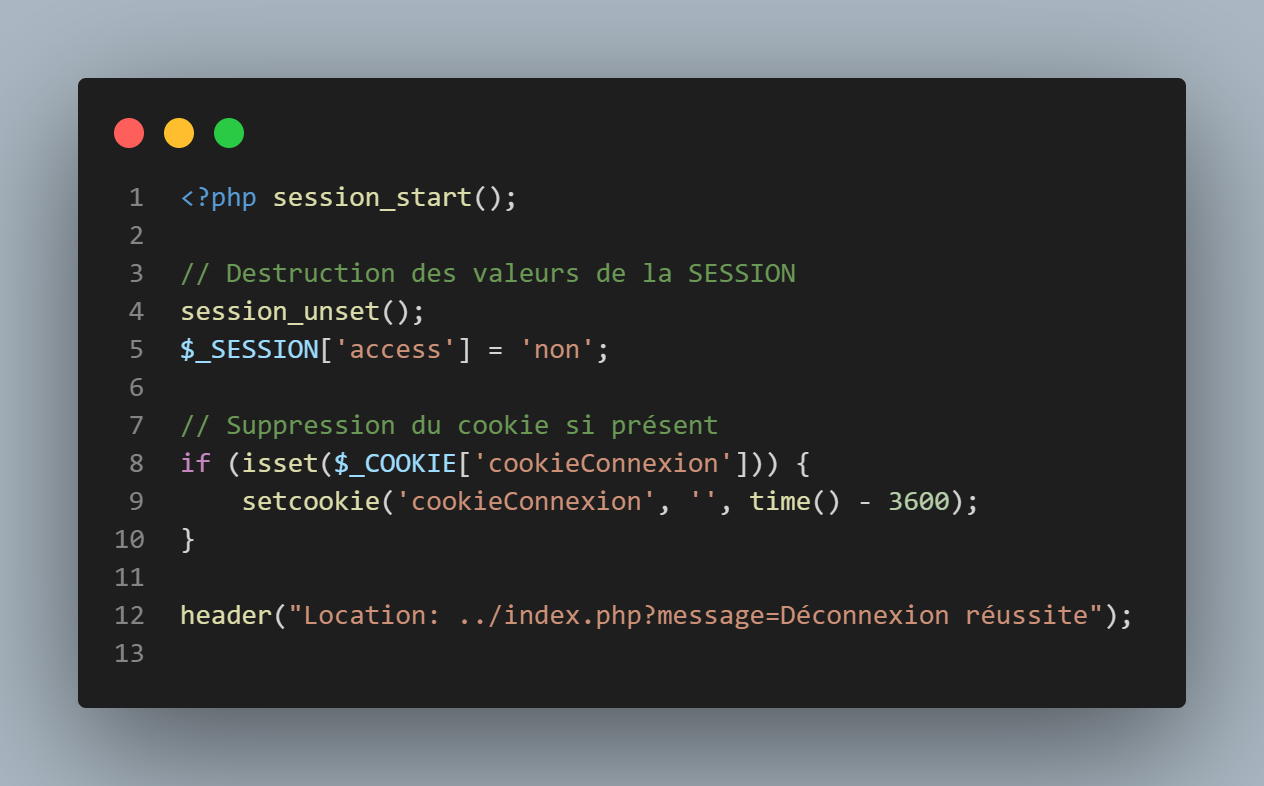 1 <?php session_start();
2
3 // Destruction des valeurs de la SESSION
4 session_unset();
5 $_SESSION['access'] = 'non';
6
7 // Suppression du cookie si présent
8 if (isset($_COOKIE['cookieConnexion'])) {
9     setcookie('cookieConnexion', '', time() - 3600);
10 }
11
12 header("Location: ../index.php?message=Déconnexion réussite");
13